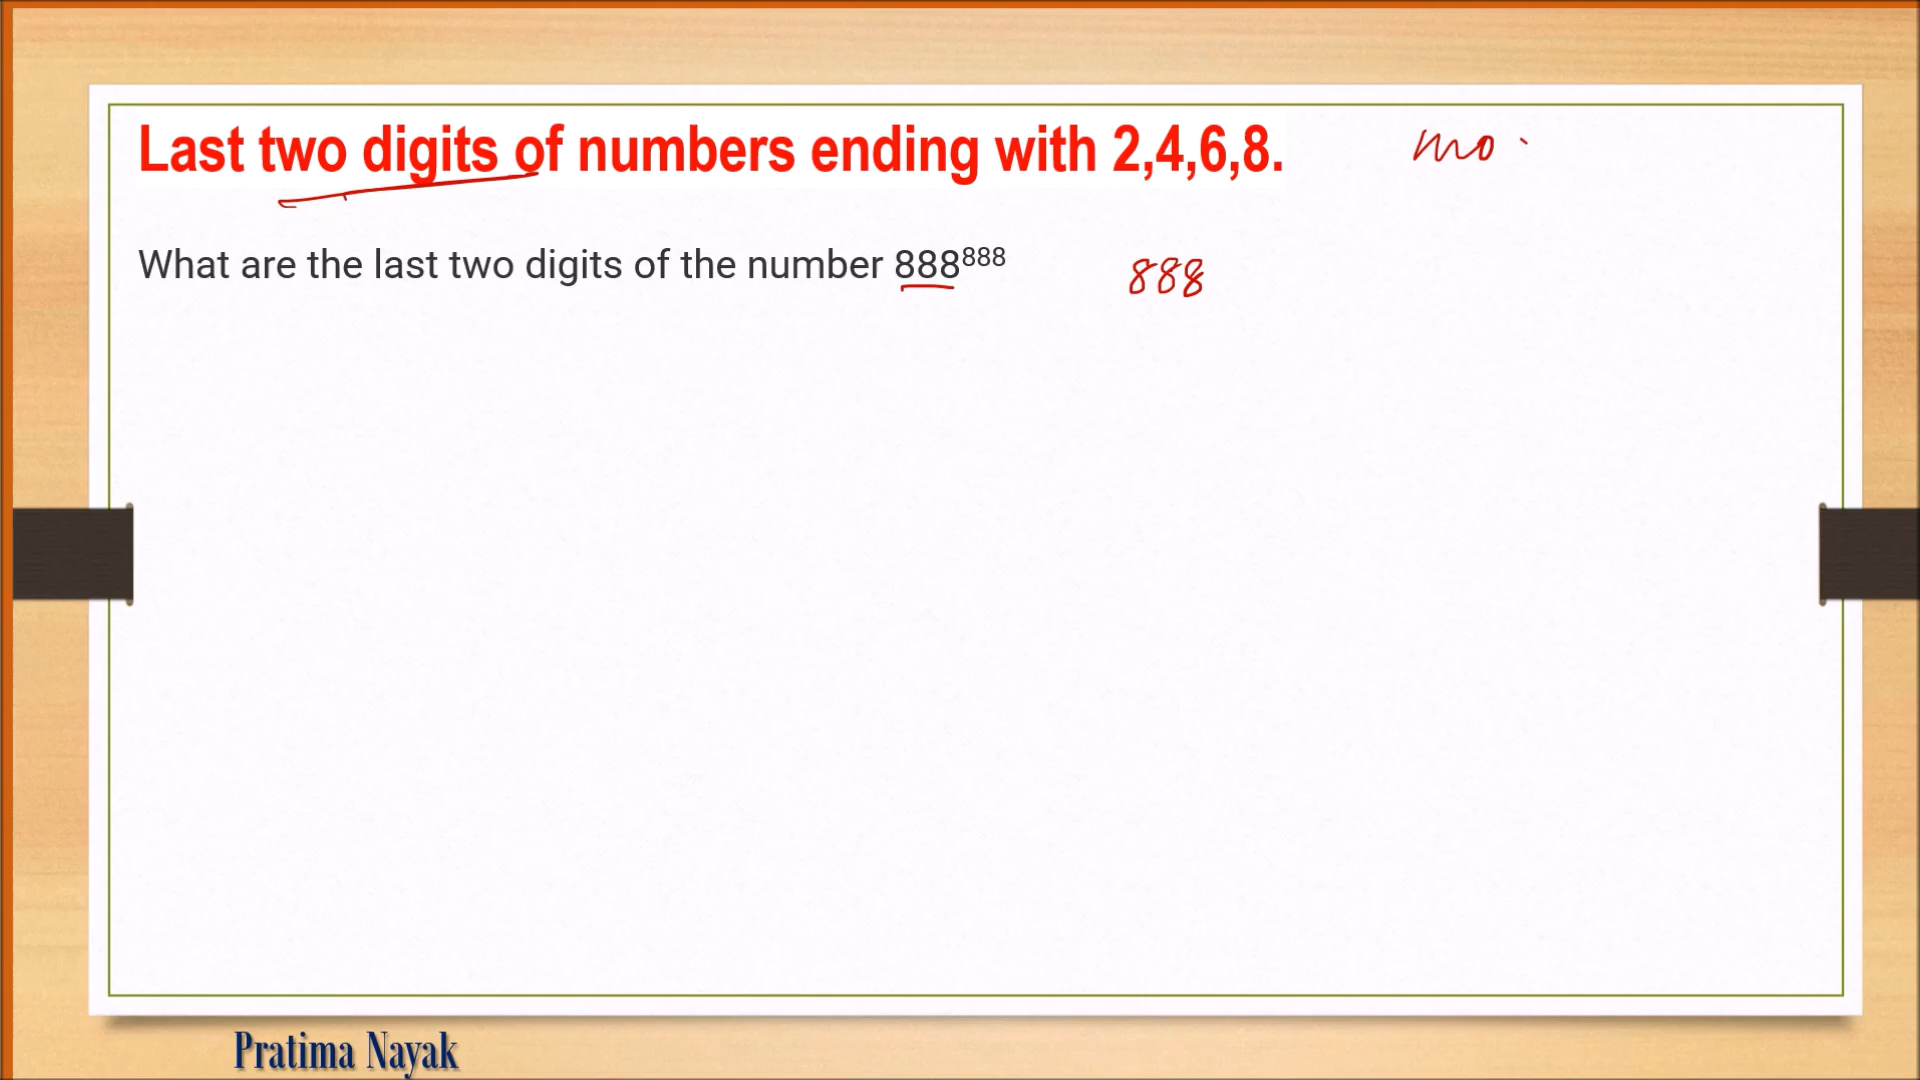 Last two digits of numbers ending with 2,4,6,8.
mo
What are the last two digits of the number 888⁸⁸⁸
888
Pratima Nayak